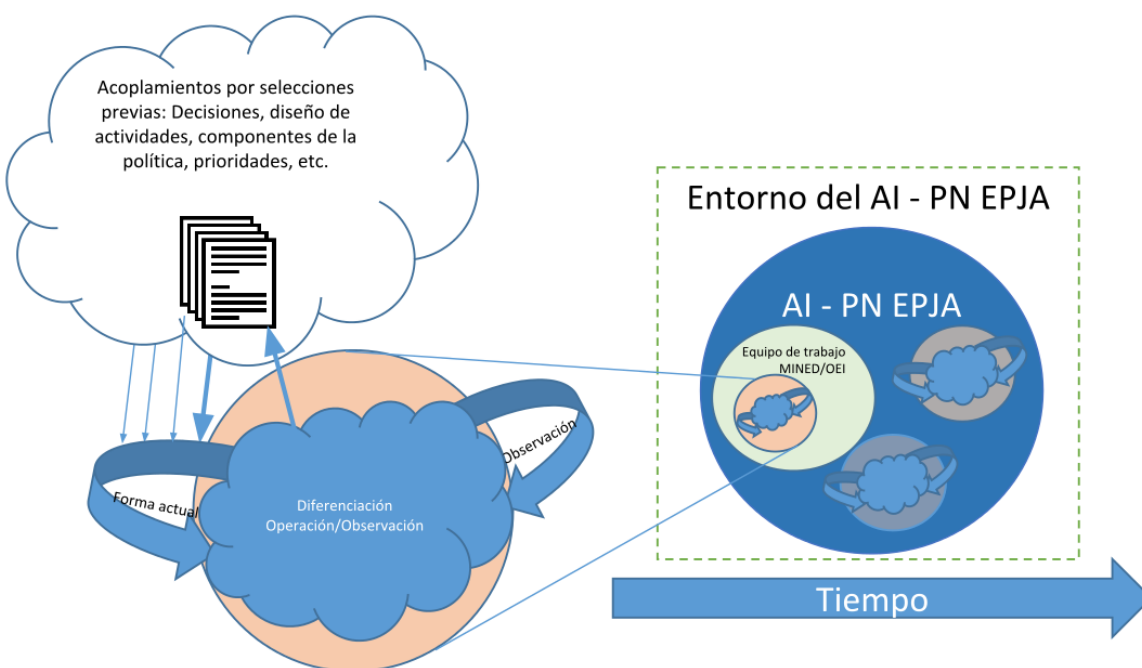 Acoplamientos por selecciones
previas: Decisiones, diseño de
actividades, componentes de la
política, prioridades, etc.
Forma actual
Observación
Diferenciación
Operación/Observación
Entorno del AI - PN EPJA
AI - PN EPJA
Equipo de trabajo
MINED/OEI
Tiempo